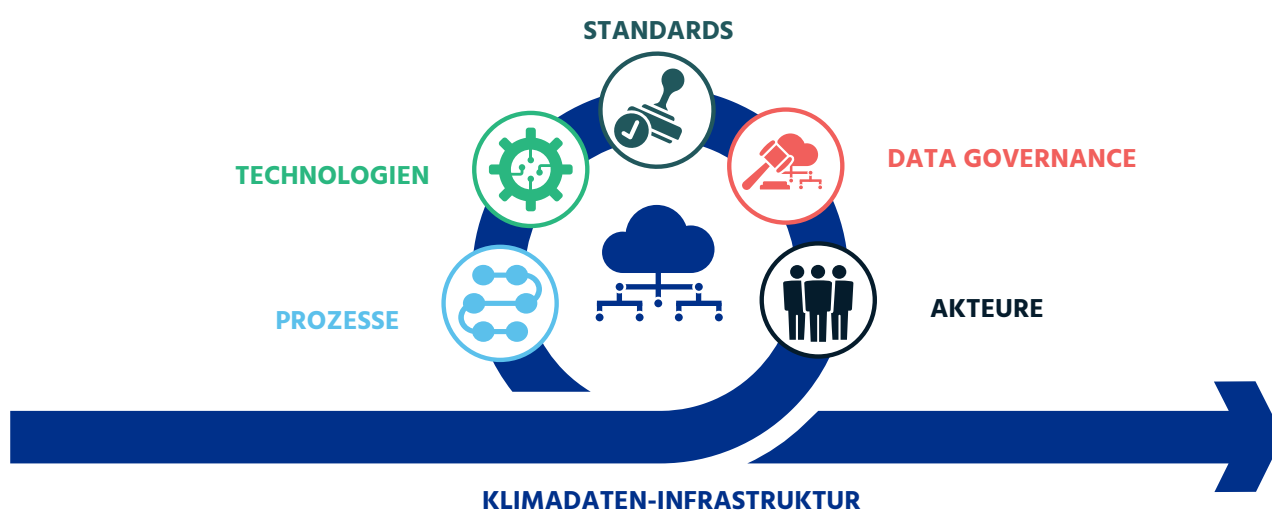 STANDARDS
TECHNOLOGIEN
DATA GOVERNANCE
PROZESSE
AKTEURE
KLIMADATEN-INFRASTRUKTUR